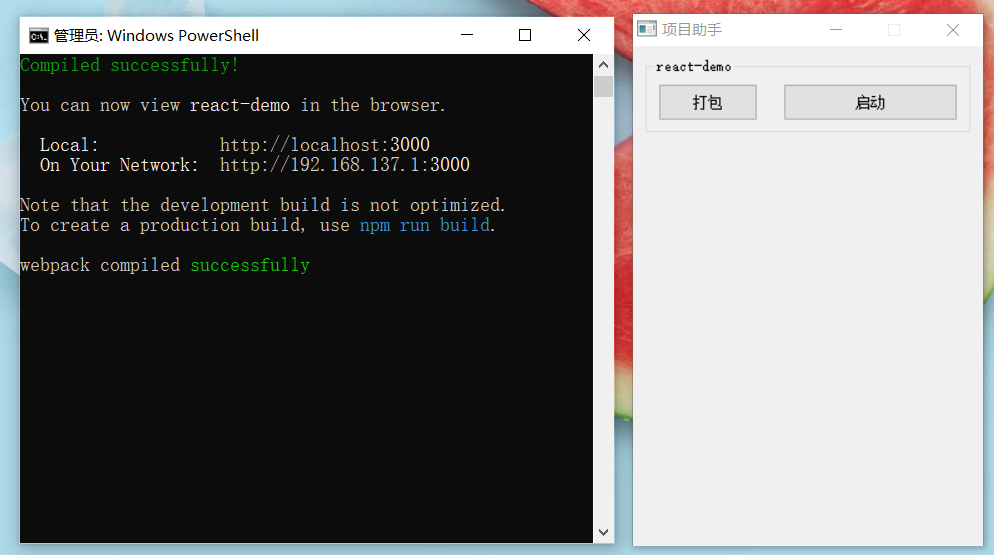 管理员: Windows PowerShell
Compiled successfully!
You can now view react-demo in the browser.
Local: http://localhost:3000
On Your Network: http://192.168.137.1:3000
Note that the development build is not optimized.
To create a production build, use npm run build.
webpack compiled successfully
项目助手
react-demo
打包 启动